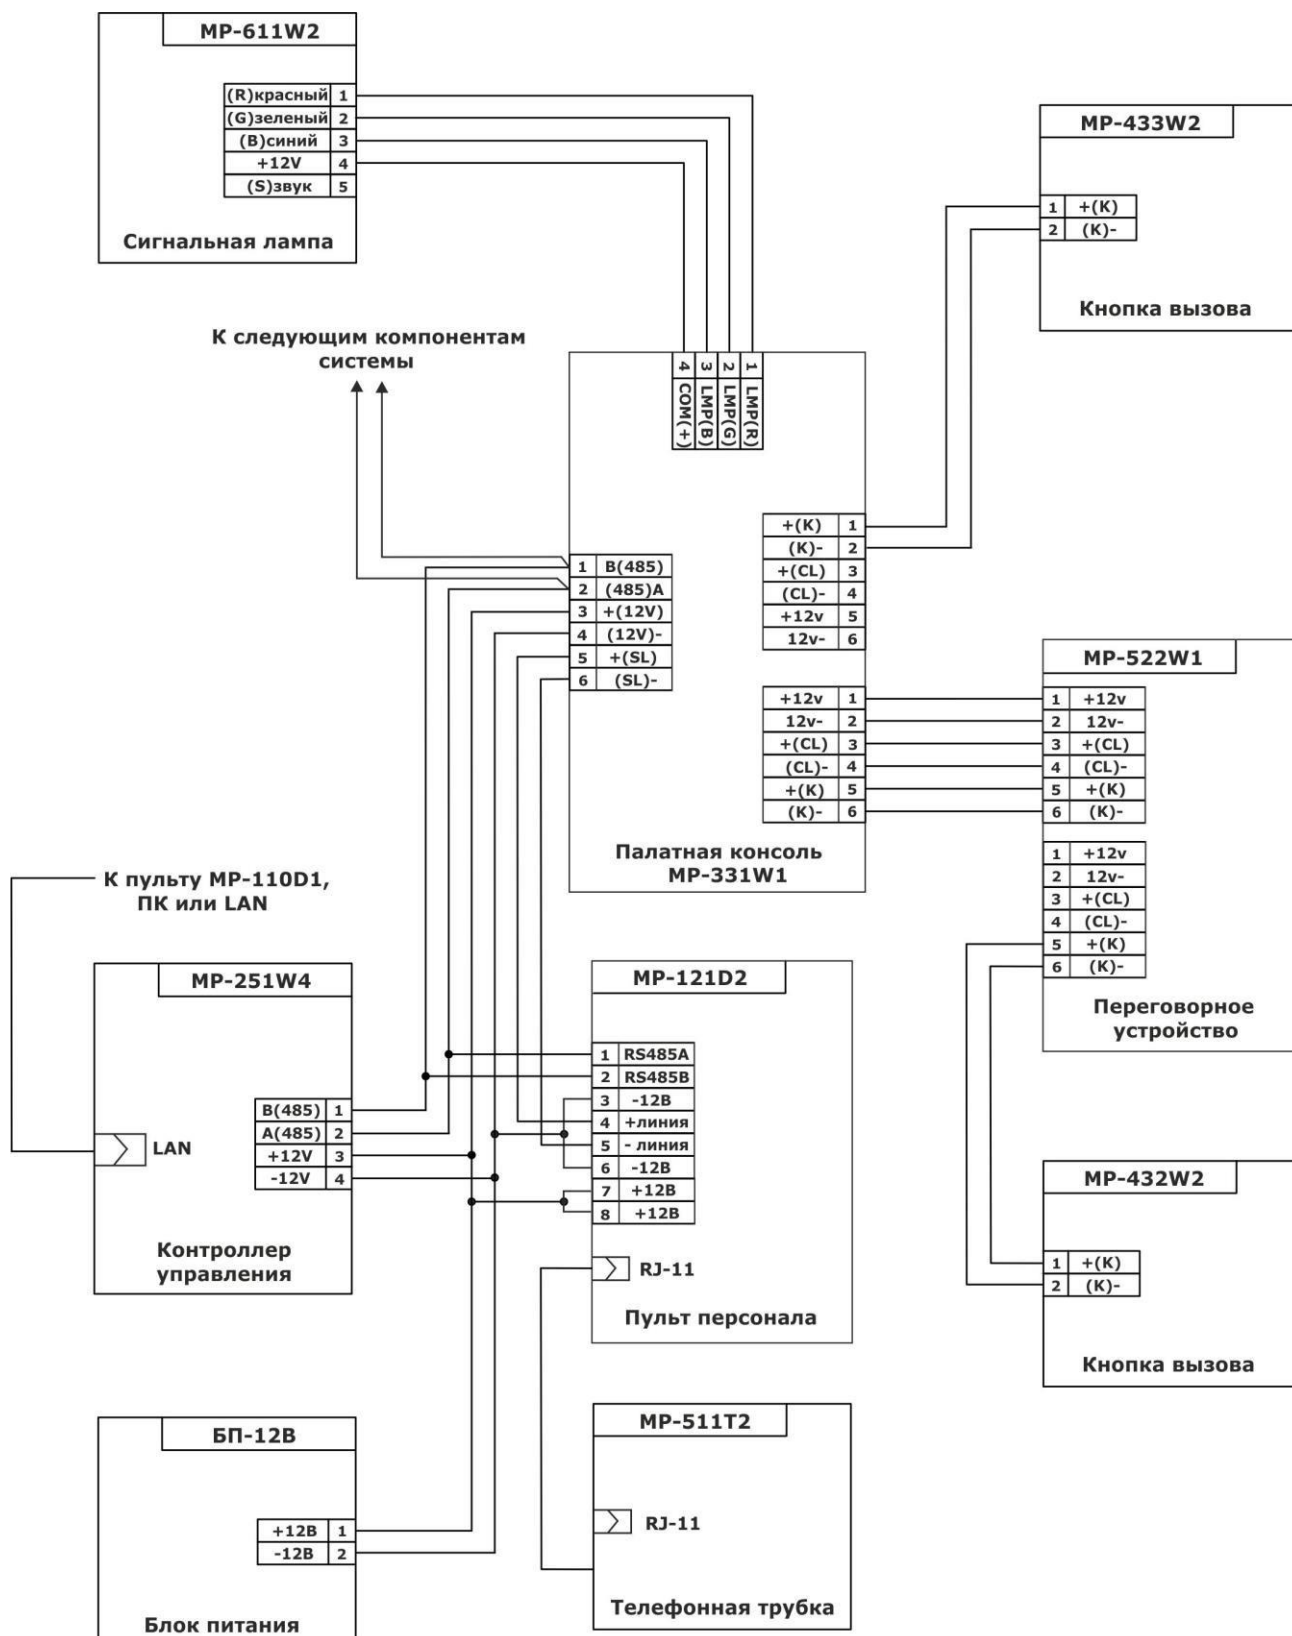 MP-611W2
(R)красный 1
(G)зеленый 2
(B)синий 3
+12V 4
(S)звук 5
Сигнальная лампа
MP-433W2
1 +(K)
2 (K)-
Кнопка вызова
К следующим компонентам
системы
4 COM(+)
3 LMP(B)
2 LMP(G)
1 LMP(R)
1 B(485)
2 (485)A
3 +(12V)
4 (12V)-
5 +(SL)
6 (SL)-
+(K) 1
(K)- 2
+(CL) 3
(CL)- 4
+12v 5
12v- 6
+12v 1
12v- 2
+(CL) 3
(CL)- 4
+(K) 5
(K)- 6
Палатная консоль
MP-331W1
MP-522W1
1 +12v
2 12v-
3 +(CL)
4 (CL)-
5 +(K)
6 (K)-
1 +12v
2 12v-
3 +(CL)
4 (CL)-
5 +(K)
6 (K)-
Переговорное
устройство
К пульту MP-110D1,
ПК или LAN
MP-251W4
B(485) 1
A(485) 2
+12V 3
-12V 4
LAN
Контроллер
управления
MP-121D2
1 RS485A
2 RS485B
3 -12В
4 +линия
5 - линия
6 -12В
7 +12В
8 +12В
RJ-11
Пульт персонала
MP-432W2
1 +(K)
2 (K)-
Кнопка вызова
БП-12В
+12В 1
-12В 2
Блок питания
MP-511T2
RJ-11
Телефонная трубка